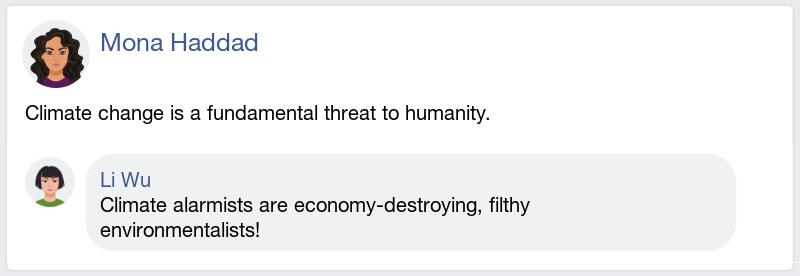 Mona Haddad
Climate change is a fundamental threat to humanity.
Li Wu
Climate alarmists are economy-destroying, filthy
environmentalists!